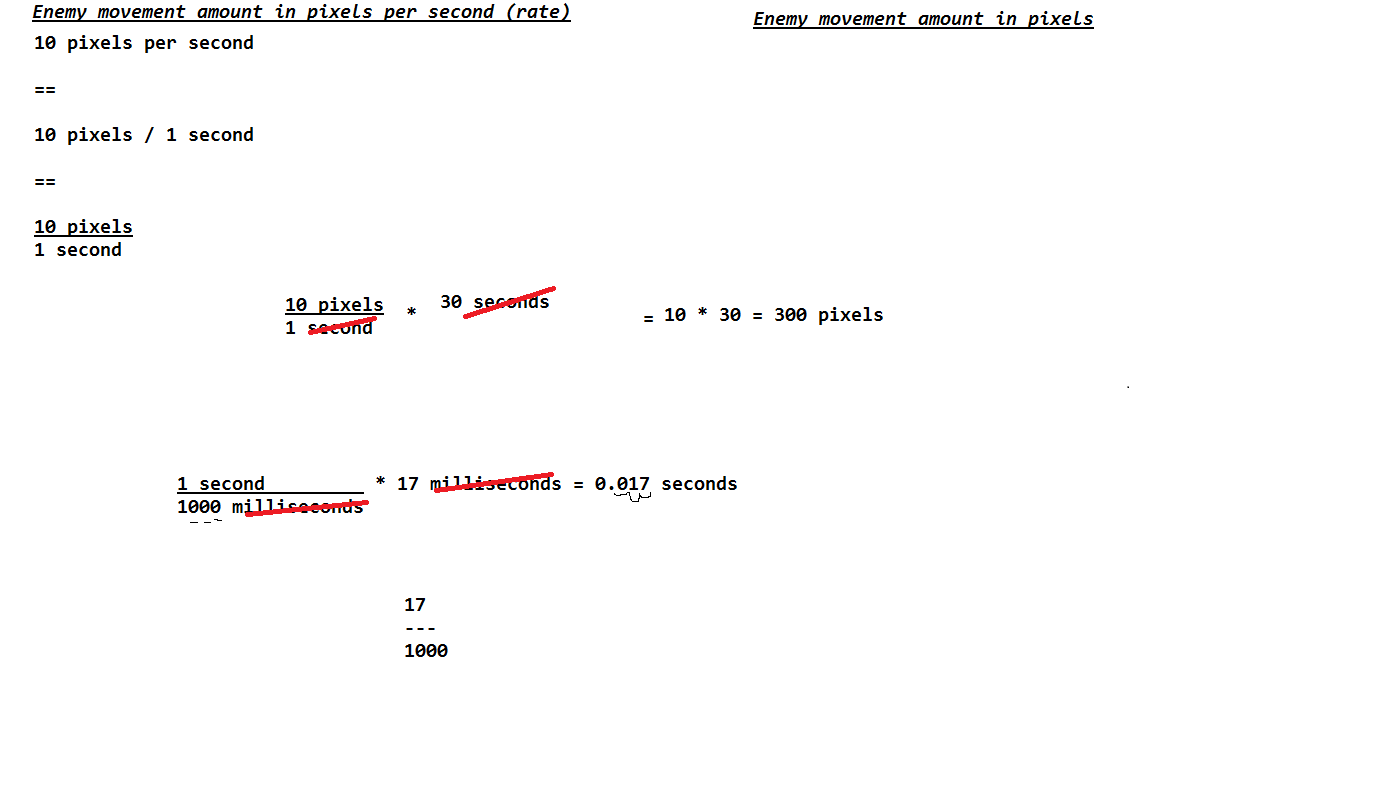 Enemy movement amount in pixels per second (rate)
Enemy movement amount in pixels
10 pixels per second
==
10 pixels / 1 second
==
10 pixels
1 second
10 pixels * 30 seconds = 10 * 30 = 300 pixels
1 second
1 second * 17 milliseconds = 0.017 seconds
1000 milliseconds
17
---
1000